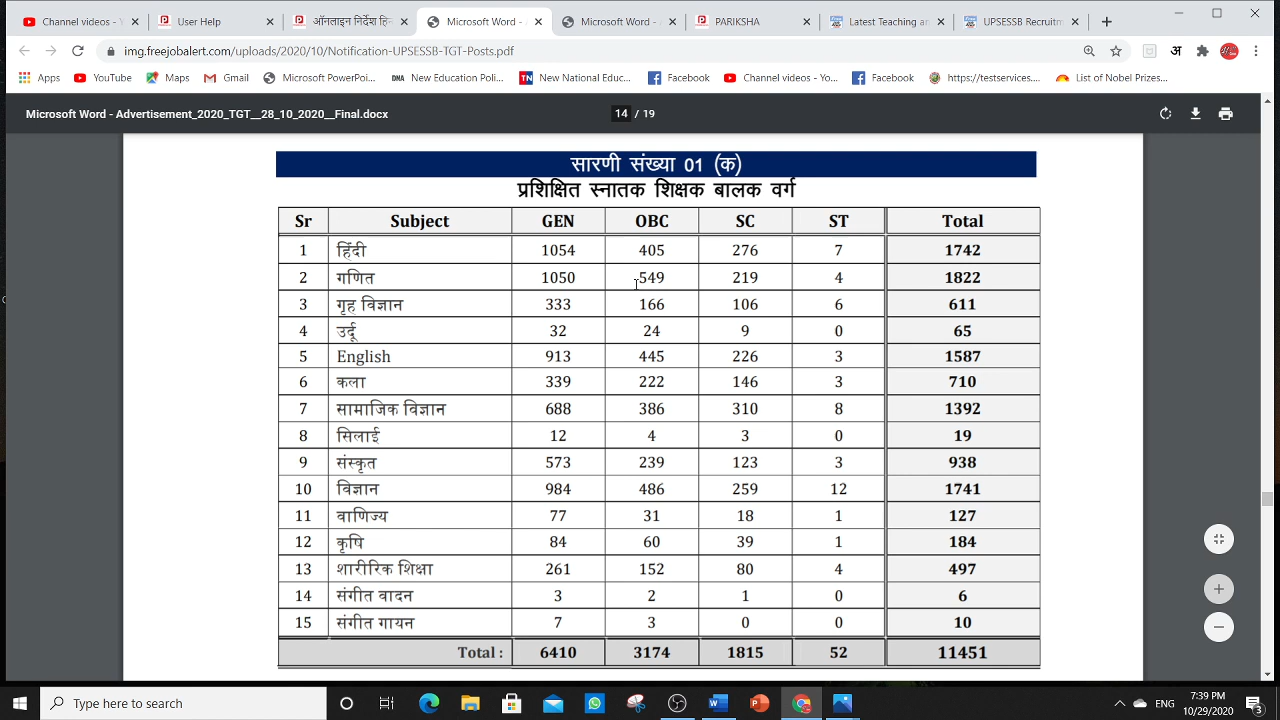 Channel videos - Y
User Help
ऑनलाइन निर्देश हि
Microsoft Word - A
Microsoft Word - A
PARIKSHA
Latest Teaching an
UPSESSB Recruitm
img.freejobalert.com/uploads/2020/10/Notification-UPSESSB-TGT-Posts.pdf
अ
Apps YouTube Maps Gmail Microsoft PowerPoi... DNA New Education Poli... TN New National Educ... Facebook Channel videos - Yo... Facebook https://testservices.... List of Nobel Prizes...
Microsoft Word - Advertisement_2020_TGT__28_10_2020__Final.docx 14 / 19
सारणी संख्या 01 (क)
प्रशिक्षित स्नातक शिक्षक बालक वर्ग
Sr Subject GEN OBC SC ST Total
1 हिंदी 1054 405 276 7 1742
2 गणित 1050 549 219 4 1822
3 गृह विज्ञान 333 166 106 6 611
4 उर्दू 32 24 9 0 65
5 English 913 445 226 3 1587
6 कला 339 222 146 3 710
7 सामाजिक विज्ञान 688 386 310 8 1392
8 सिलाई 12 4 3 0 19
9 संस्कृत 573 239 123 3 938
10 विज्ञान 984 486 259 12 1741
11 वाणिज्य 77 31 18 1 127
12 कृषि 84 60 39 1 184
13 शारीरिक शिक्षा 261 152 80 4 497
14 संगीत वादन 3 2 1 0 6
15 संगीत गायन 7 3 0 0 10
Total : 6410 3174 1815 52 11451
Type here to search
ENG
7:39 PM
10/29/2020
3